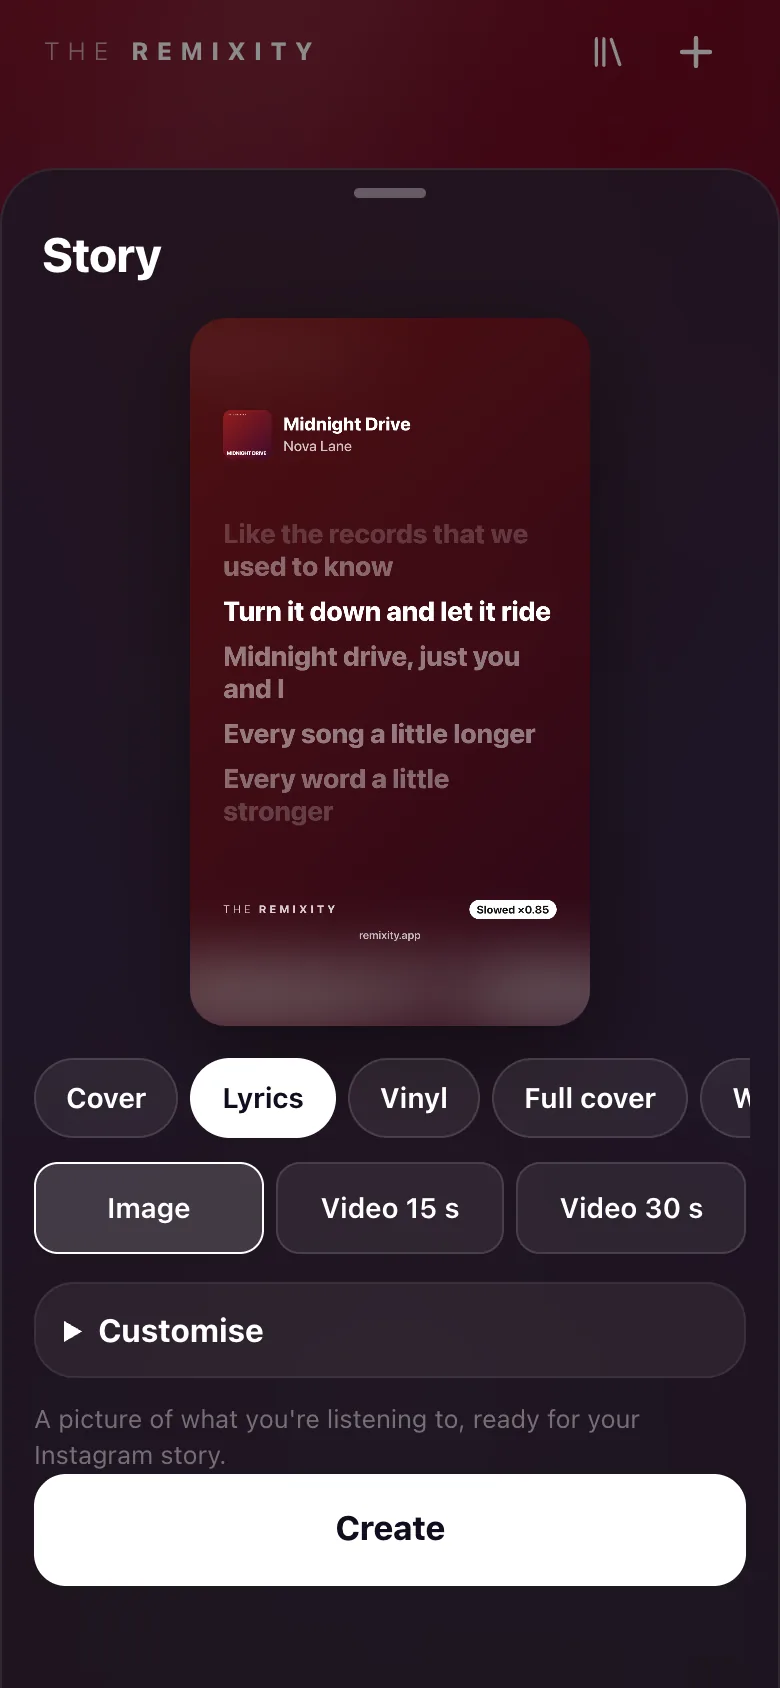 THE REMIXITY
Story
MIDNIGHT DRIVE
Midnight Drive
Nova Lane
Like the records that we
used to know
Turn it down and let it ride
Midnight drive, just you
and I
Every song a little longer
Every word a little
stronger
THE REMIXITY
Slowed ×0.85
remixity.app
Cover
Lyrics
Vinyl
Full cover
Image
Video 15 s
Video 30 s
Customise
A picture of what you're listening to, ready for your
Instagram story.
Create